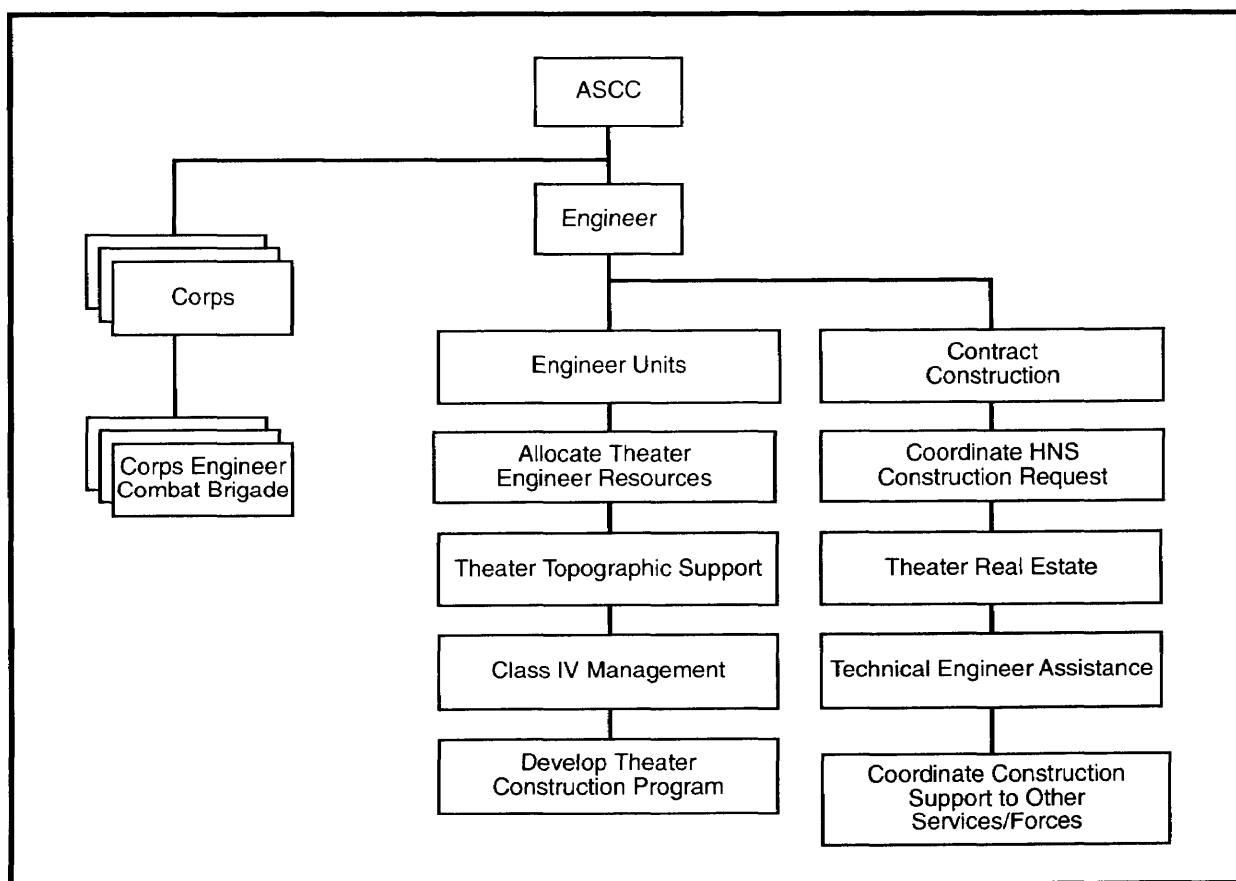 ASCC
Engineer
Corps
Corps Engineer
Combat Brigade
Engineer Units
Allocate Theater
Engineer Resources
Theater Topographic Support
Class IV Management
Develop Theater
Construction Program
Contract
Construction
Coordinate HNS
Construction Request
Theater Real Estate
Technical Engineer Assistance
Coordinate Construction
Support to Other
Services/Forces